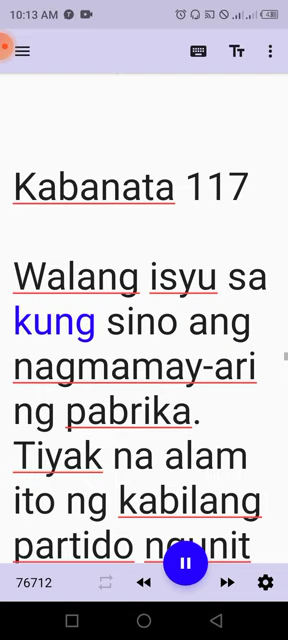 10:13 AM
Kabanata 117
Walang isyu sa
kung sino ang
nagmamay-ari
ng pabrika.
Tiyak na alam
ito ng kabilang
partido ngunit
76712